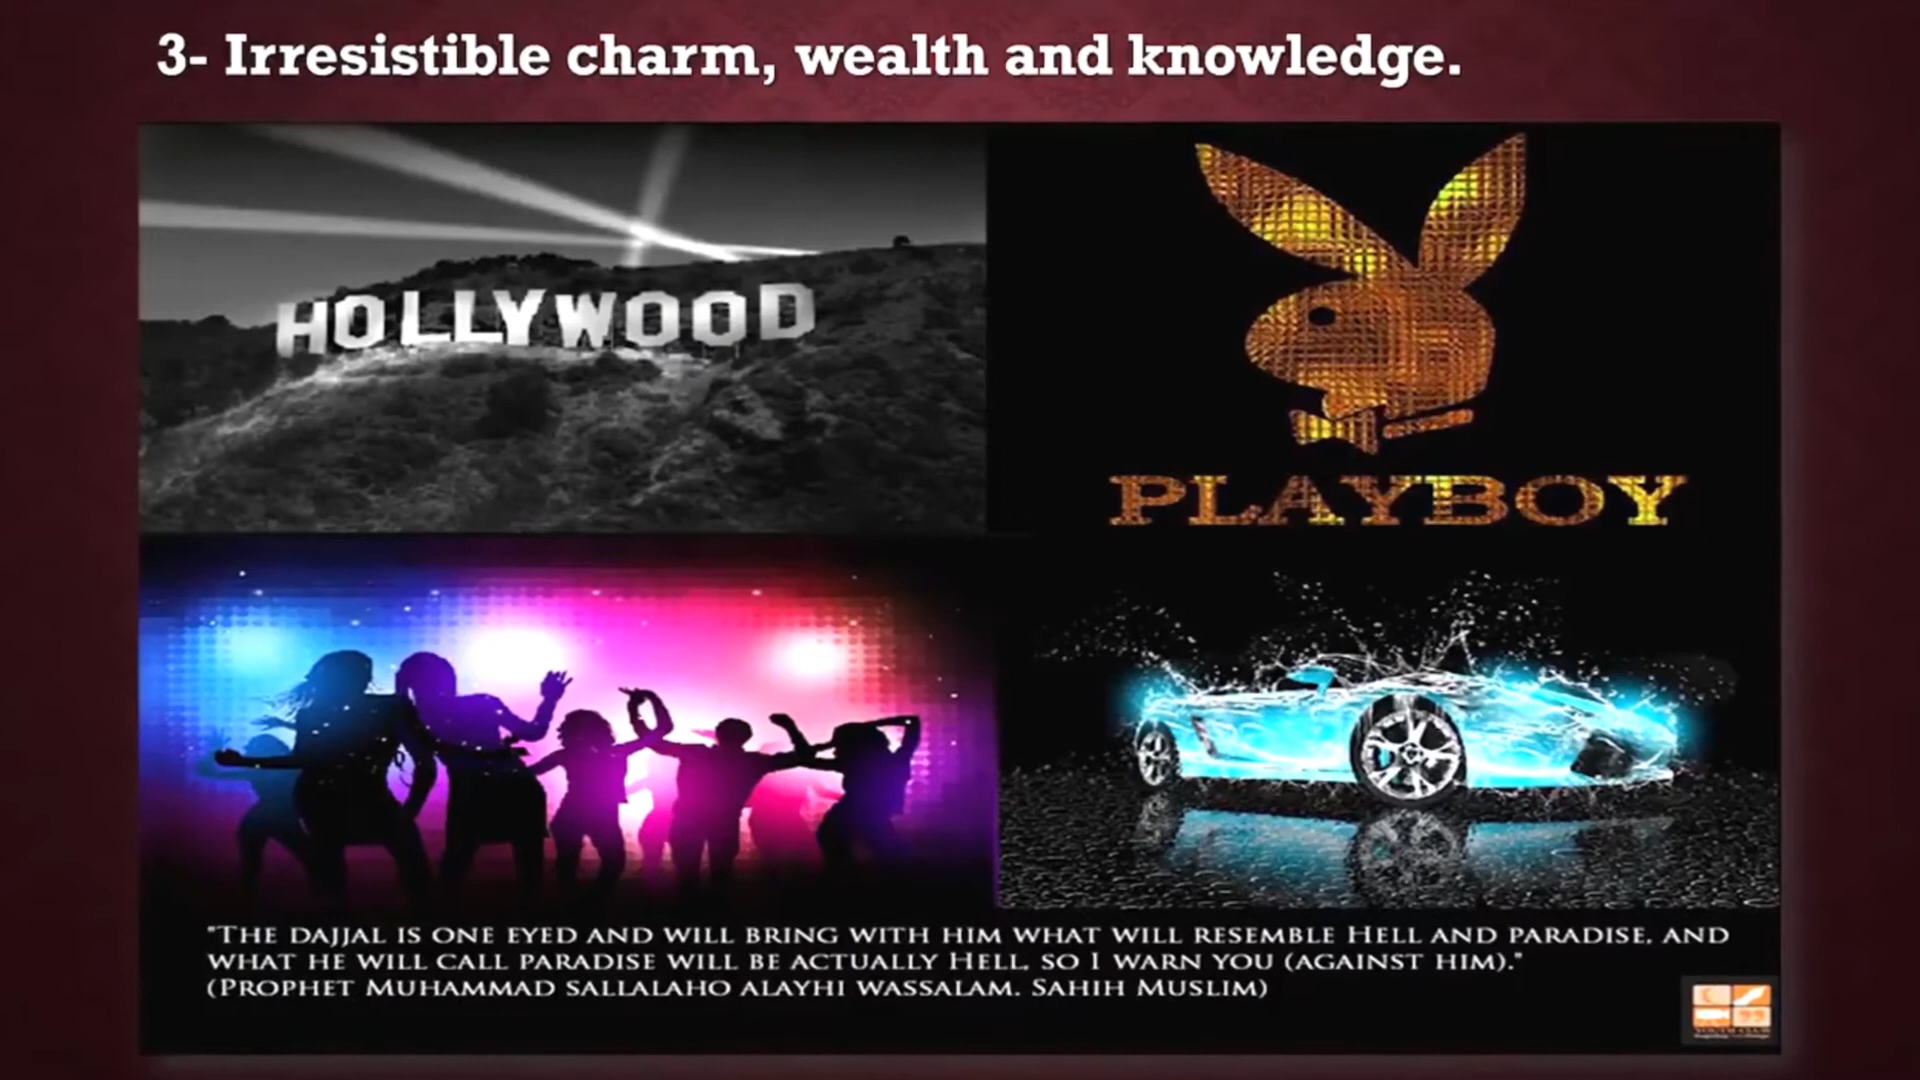 3- Irresistible charm, wealth and knowledge.
HOLLYWOOD
PLAYBOY
"THE DAJJAL IS ONE EYED AND WILL BRING WITH HIM WHAT WILL RESEMBLE HELL AND PARADISE, AND
WHAT HE WILL CALL PARADISE WILL BE ACTUALLY HELL, SO I WARN YOU (AGAINST HIM)."
(PROPHET MUHAMMAD SALLALAHO ALAYHI WASSALAM. SAHIH MUSLIM)
YOUTH CLUB